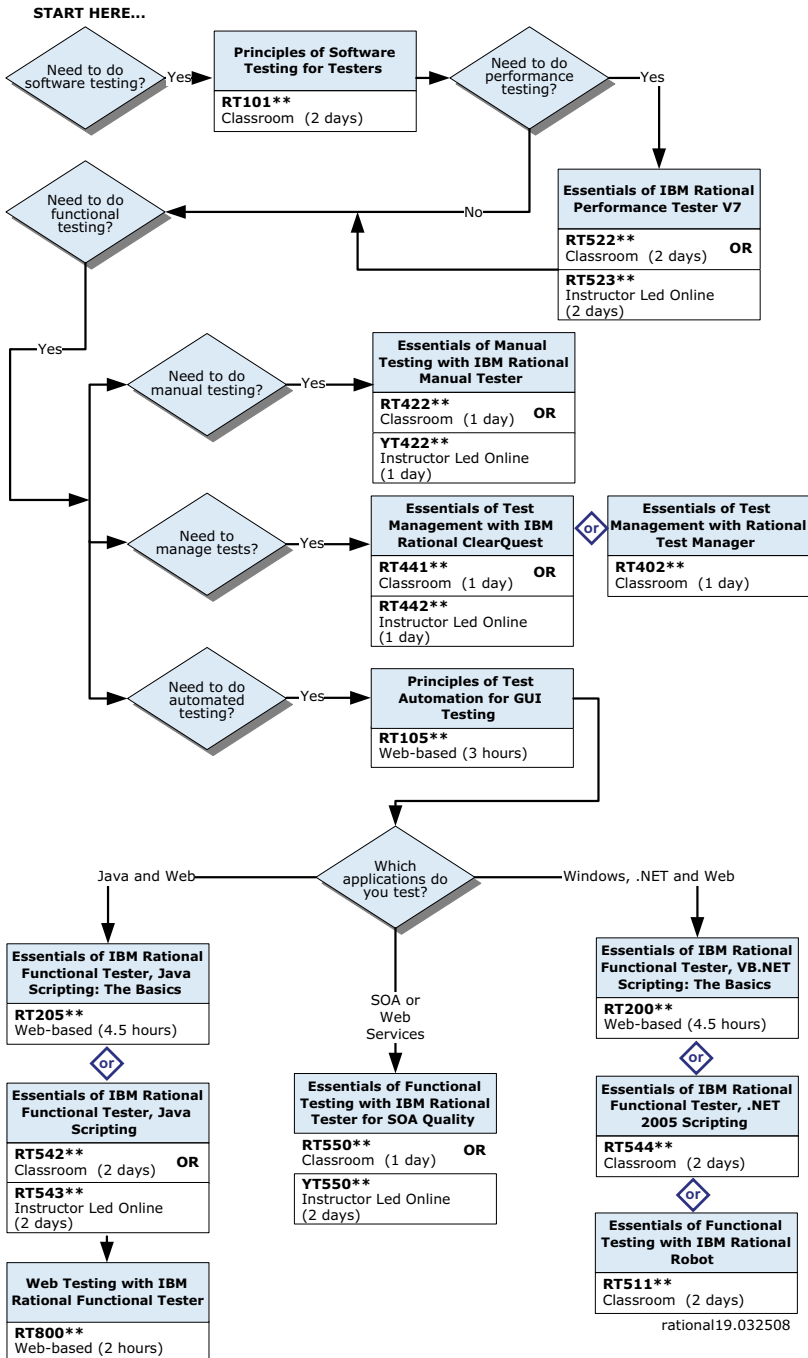 START HERE...
Need to do
software testing?
Yes
Principles of Software
Testing for Testers
RT101**
Classroom (2 days)
Need to do
performance
testing?
Yes
Need to do
functional
testing?
No
Essentials of IBM Rational
Performance Tester V7
RT522**
Classroom (2 days) OR
RT523**
Instructor Led Online
(2 days)
Yes
Need to do
manual testing?
Yes
Essentials of Manual
Testing with IBM Rational
Manual Tester
RT422**
Classroom (1 day) OR
YT422**
Instructor Led Online
(1 day)
Need to
manage tests?
Yes
Essentials of Test
Management with IBM
Rational ClearQuest
RT441**
Classroom (1 day) OR
RT442**
Instructor Led Online
(1 day)
or
Essentials of Test
Management with Rational
Test Manager
RT402**
Classroom (1 day)
Need to do
automated
testing?
Yes
Principles of Test
Automation for GUI
Testing
RT105**
Web-based (3 hours)
Which
applications do
you test?
Java and Web
Windows, .NET and Web
SOA or
Web
Services
Essentials of IBM Rational
Functional Tester, Java
Scripting: The Basics
RT205**
Web-based (4.5 hours)
or
Essentials of IBM Rational
Functional Tester, Java
Scripting
RT542**
Classroom (2 days) OR
RT543**
Instructor Led Online
(2 days)
Web Testing with IBM
Rational Functional Tester
RT800**
Web-based (2 hours)
Essentials of Functional
Testing with IBM Rational
Tester for SOA Quality
RT550**
Classroom (1 day) OR
YT550**
Instructor Led Online
(2 days)
Essentials of IBM Rational
Functional Tester, VB.NET
Scripting: The Basics
RT200**
Web-based (4.5 hours)
or
Essentials of IBM Rational
Functional Tester, .NET
2005 Scripting
RT544**
Classroom (2 days)
or
Essentials of Functional
Testing with IBM Rational
Robot
RT511**
Classroom (2 days)
rational19.032508